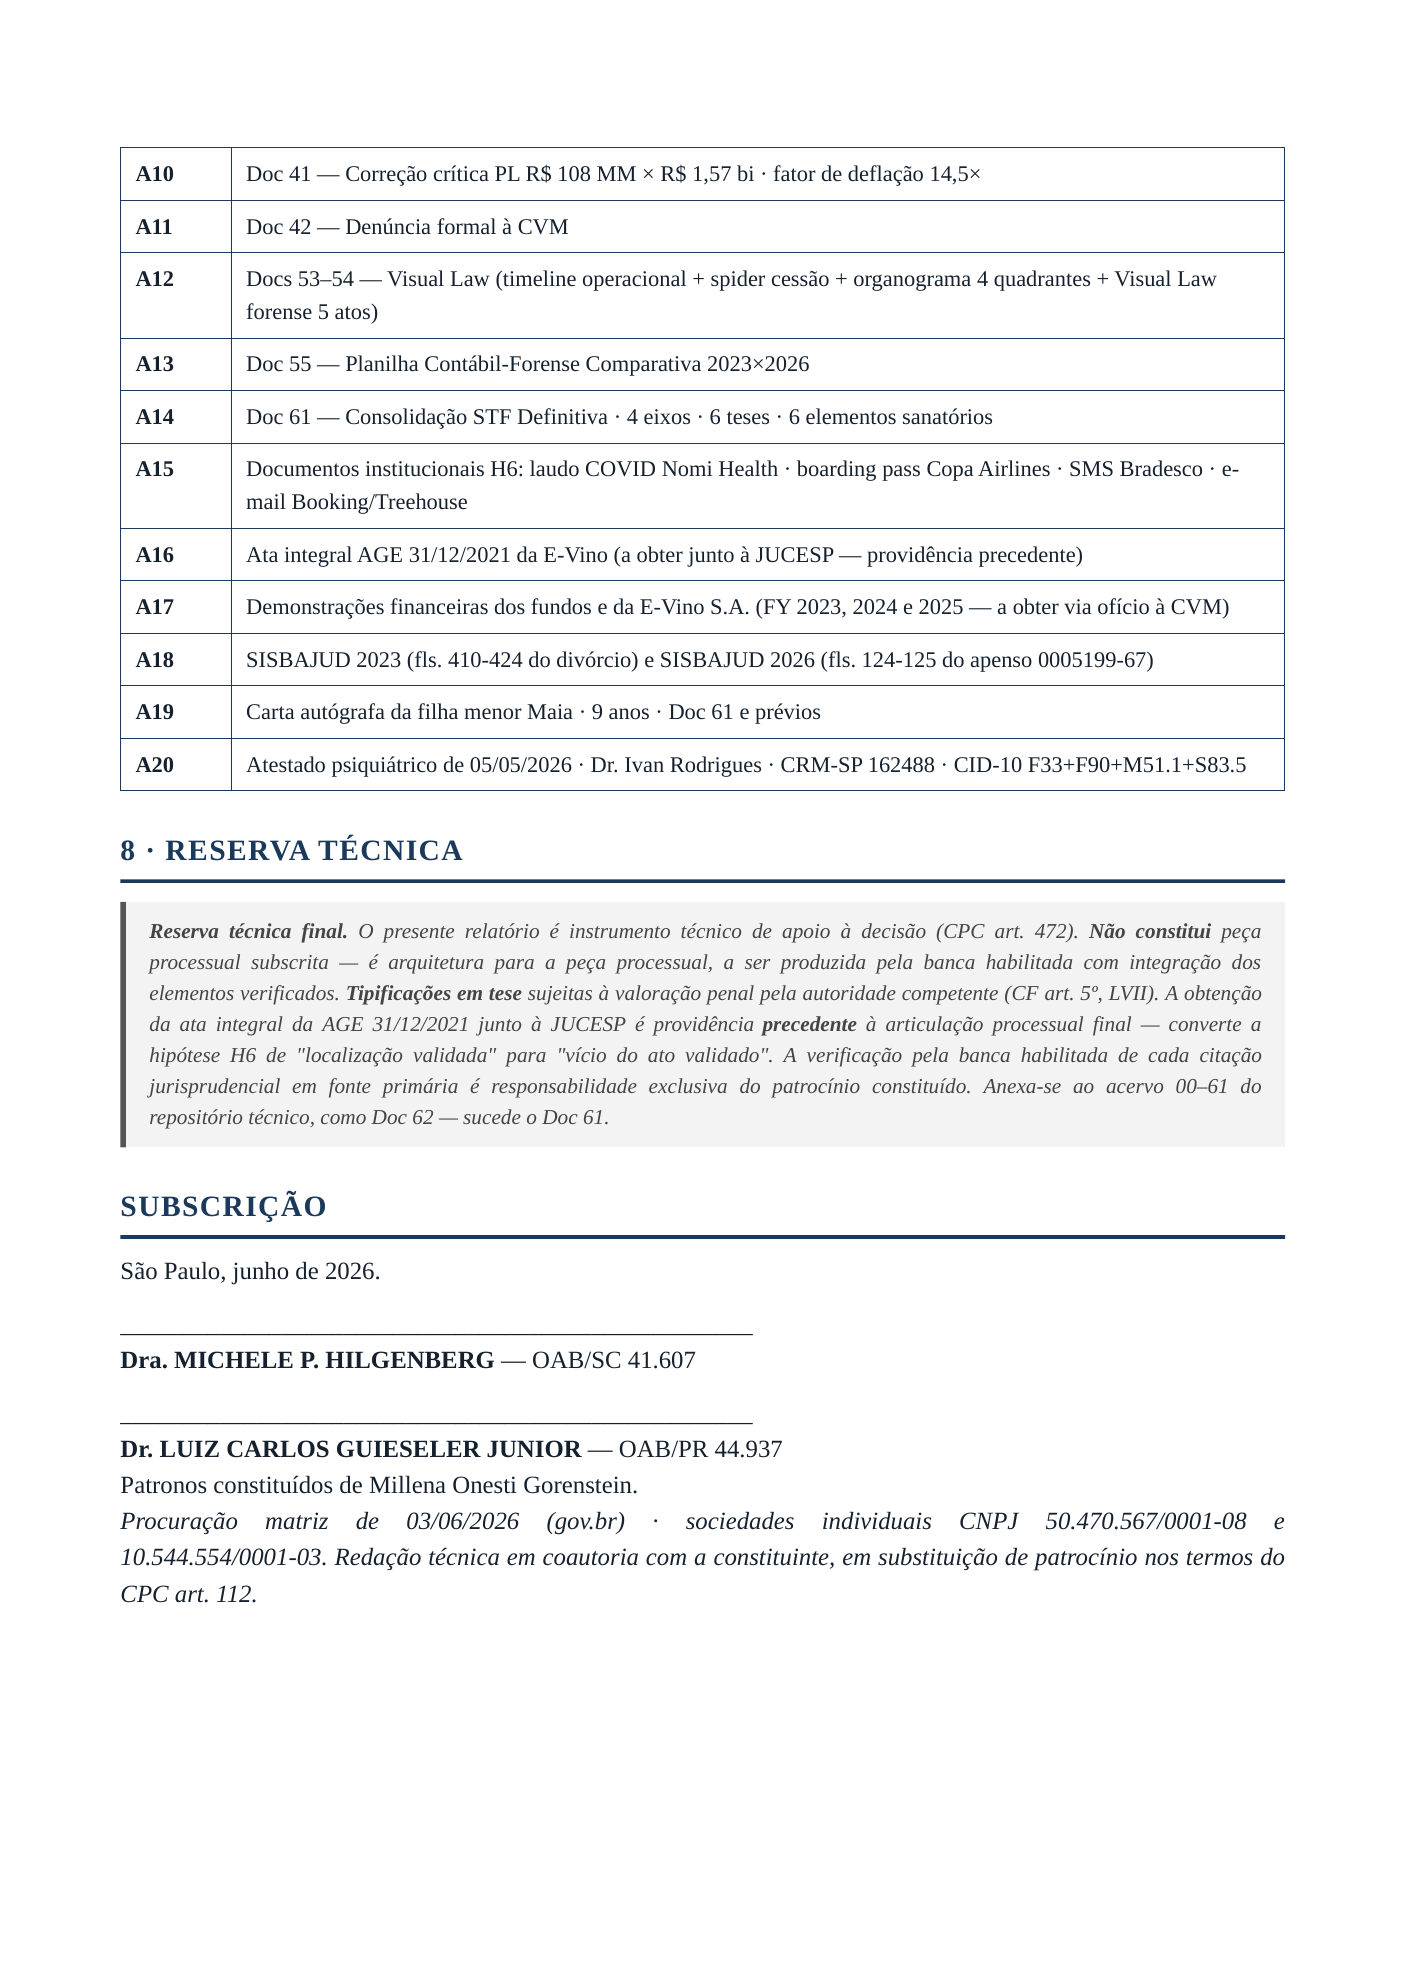 A10 Doc 41 — Correção crítica PL R$ 108 MM × R$ 1,57 bi · fator de deflação 14,5×
A11 Doc 42 — Denúncia formal à CVM
A12 Docs 53–54 — Visual Law (timeline operacional + spider cessão + organograma 4 quadrantes + Visual Law
forense 5 atos)
A13 Doc 55 — Planilha Contábil-Forense Comparativa 2023×2026
A14 Doc 61 — Consolidação STF Definitiva · 4 eixos · 6 teses · 6 elementos sanatórios
A15 Documentos institucionais H6: laudo COVID Nomi Health · boarding pass Copa Airlines · SMS Bradesco · e-
mail Booking/Treehouse
A16 Ata integral AGE 31/12/2021 da E-Vino (a obter junto à JUCESP — providência precedente)
A17 Demonstrações financeiras dos fundos e da E-Vino S.A. (FY 2023, 2024 e 2025 — a obter via ofício à CVM)
A18 SISBAJUD 2023 (fls. 410-424 do divórcio) e SISBAJUD 2026 (fls. 124-125 do apenso 0005199-67)
A19 Carta autógrafa da filha menor Maia · 9 anos · Doc 61 e prévios
A20 Atestado psiquiátrico de 05/05/2026 · Dr. Ivan Rodrigues · CRM-SP 162488 · CID-10 F33+F90+M51.1+S83.5
8 · RESERVA TÉCNICA
Reserva técnica final. O presente relatório é instrumento técnico de apoio à decisão (CPC art. 472). Não constitui peça
processual subscrita — é arquitetura para a peça processual, a ser produzida pela banca habilitada com integração dos
elementos verificados. Tipificações em tese sujeitas à valoração penal pela autoridade competente (CF art. 5º, LVII). A obtenção
da ata integral da AGE 31/12/2021 junto à JUCESP é providência precedente à articulação processual final — converte a
hipótese H6 de "localização validada" para "vício do ato validado". A verificação pela banca habilitada de cada citação
jurisprudencial em fonte primária é responsabilidade exclusiva do patrocínio constituído. Anexa-se ao acervo 00–61 do
repositório técnico, como Doc 62 — sucede o Doc 61.
SUBSCRIÇÃO
São Paulo, junho de 2026.
Dra. MICHELE P. HILGENBERG — OAB/SC 41.607
Dr. LUIZ CARLOS GUIESELER JUNIOR — OAB/PR 44.937
Patronos constituídos de Millena Onesti Gorenstein.
Procuração matriz de 03/06/2026 (gov.br) · sociedades individuais CNPJ 50.470.567/0001-08 e
10.544.554/0001-03. Redação técnica em coautoria com a constituinte, em substituição de patrocínio nos termos do
CPC art. 112.